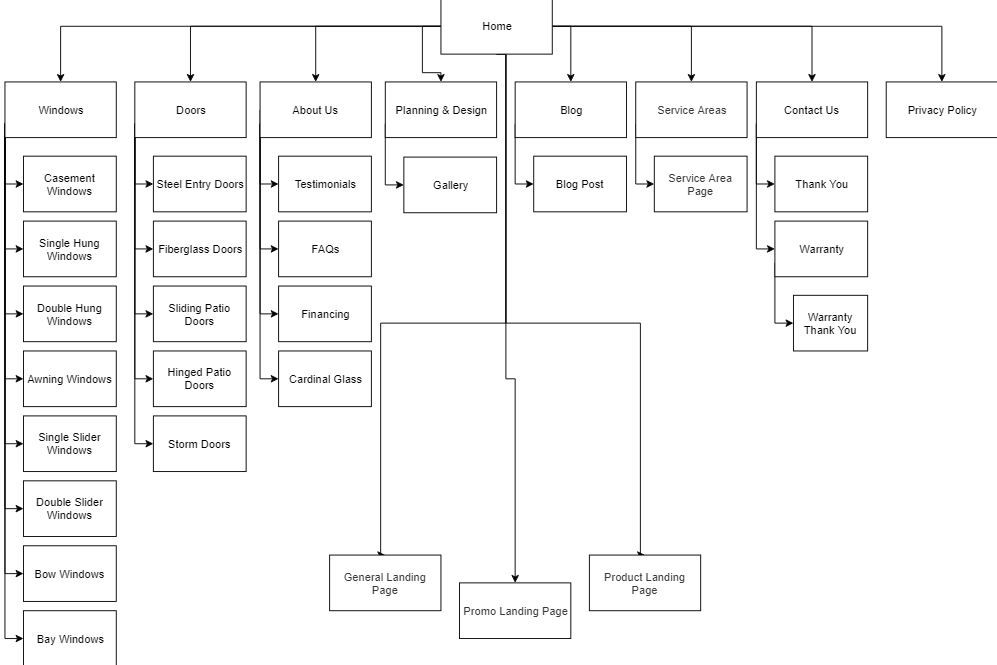 Home
Windows
Doors
About Us
Planning & Design
Blog
Service Areas
Contact Us
Privacy Policy
Casement
Windows
Steel Entry Doors
Testimonials
Gallery
Blog Post
Service Area
Page
Thank You
Single Hung
Windows
Fiberglass Doors
FAQs
Warranty
Double Hung
Windows
Sliding Patio
Doors
Financing
Warranty
Thank You
Awning Windows
Hinged Patio
Doors
Cardinal Glass
Single Slider
Windows
Storm Doors
Double Slider
Windows
Bow Windows
General Landing
Page
Promo Landing Page
Product Landing
Page
Bay Windows